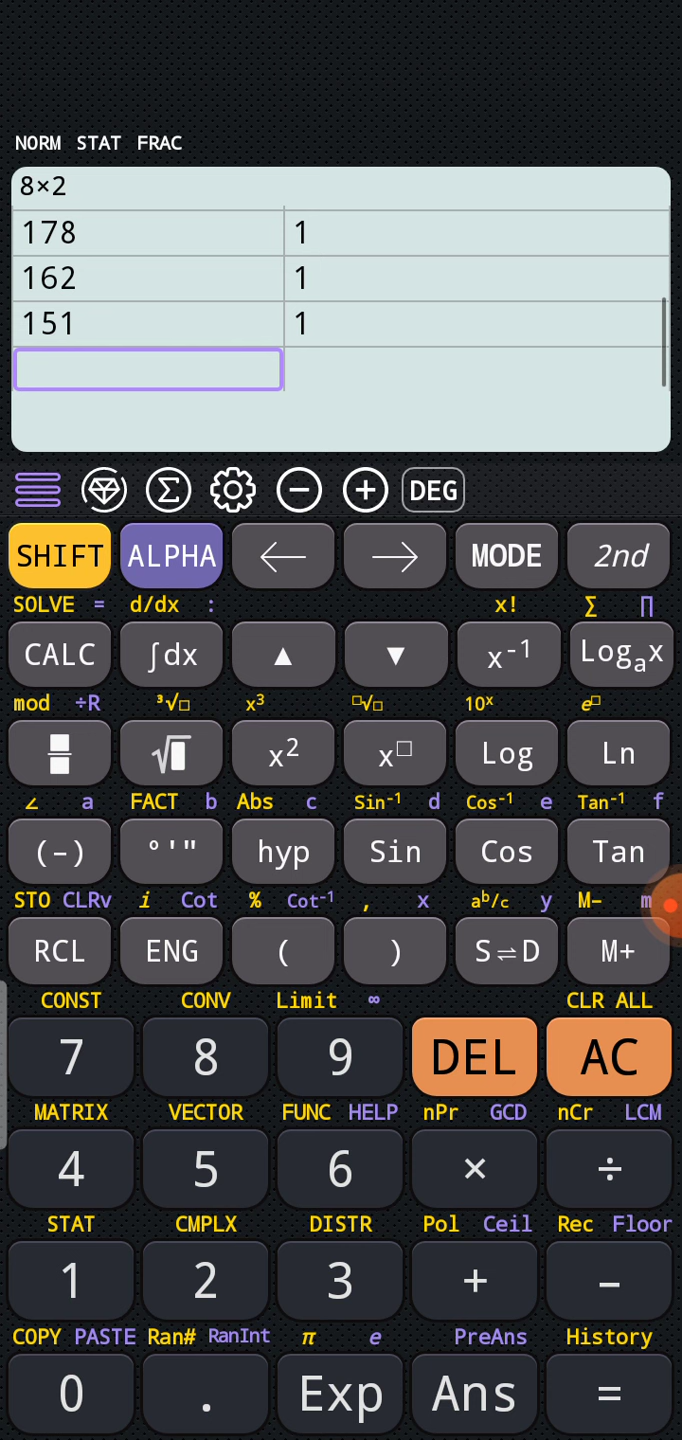 NORM STAT FRAC
8×2
178 1
162 1
151 1
DEG
SHIFT ALPHA ← → MODE 2nd
SOLVE = d/dx : x! ∑ ∏
CALC ∫dx ▲ ▼ x⁻¹ Logₐx
mod ÷R ³√□ x³ □√□ 10ˣ e□
√ x² x□ Log Ln
∠ a FACT b Abs c Sin⁻¹ d Cos⁻¹ e Tan⁻¹ f
(-) °'" hyp Sin Cos Tan
STO CLRv i Cot % Cot⁻¹ , x aᵇ/c y M- m
RCL ENG ( ) S⇌D M+
CONST CONV Limit ∞ CLR ALL
7 8 9 DEL AC
MATRIX VECTOR FUNC HELP nPr GCD nCr LCM
4 5 6 × ÷
STAT CMPLX DISTR Pol Ceil Rec Floor
1 2 3 + -
COPY PASTE Ran# RanInt π e PreAns History
0 . Exp Ans =